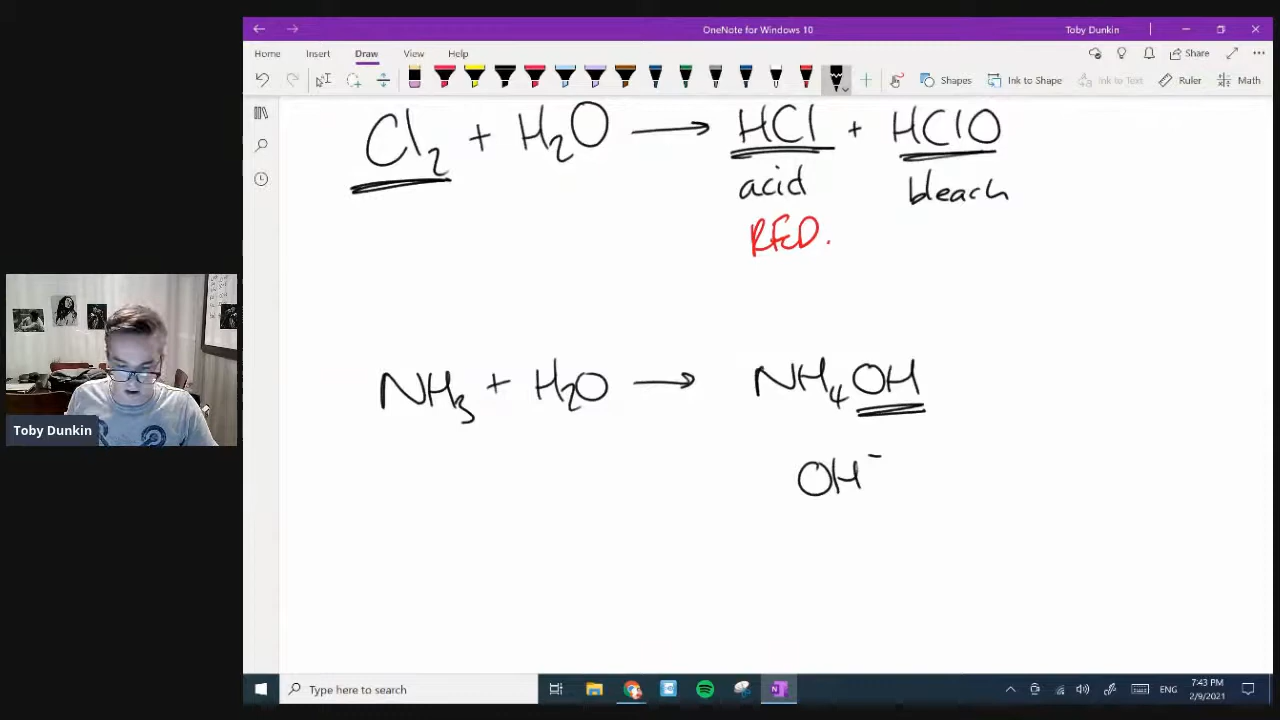 OneNote for Windows 10
Toby Dunkin
Home Insert Draw View Help
Share
Shapes Ink to Shape Ink to Text Ruler Math
Cl₂ + H₂O → HCl + HClO
acid bleach
RED.
NH₃ + H₂O → NH₄OH
OH⁻
Toby Dunkin
Type here to search
ENG
7:43 PM
2/9/2021